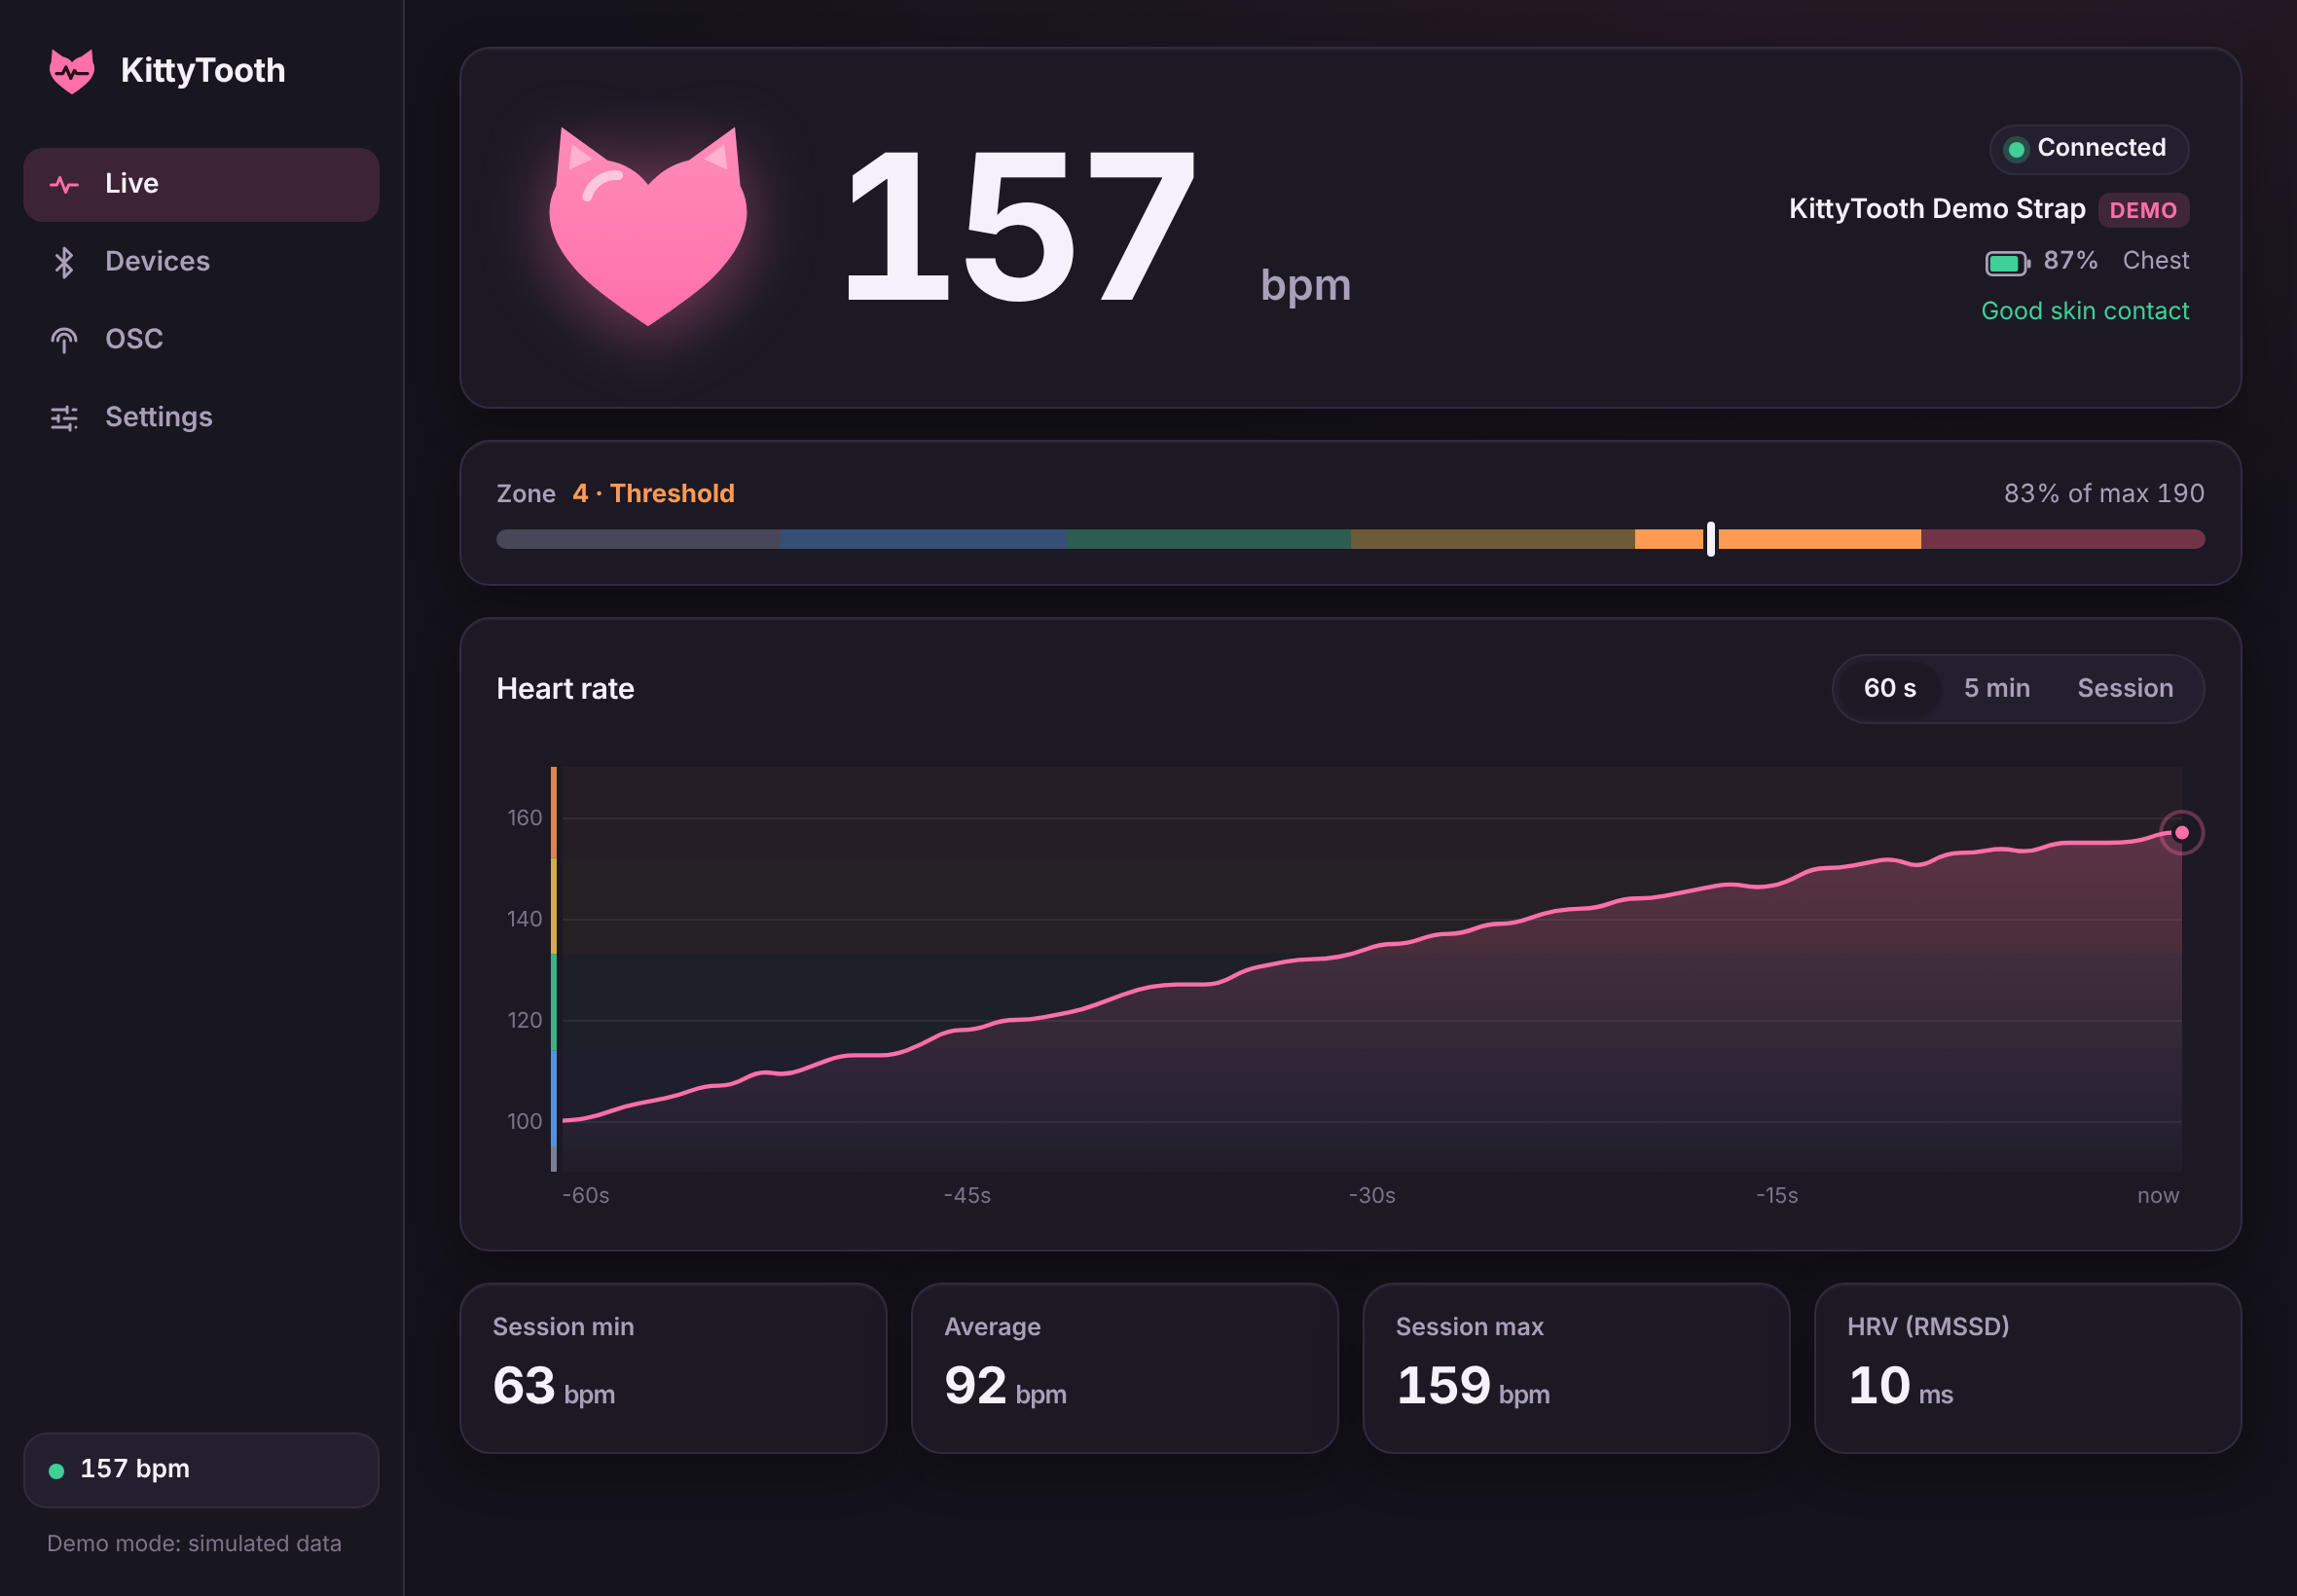 KittyTooth
Live
Devices
OSC
Settings
157 bpm
Demo mode: simulated data
157 bpm
Connected
KittyTooth Demo Strap DEMO
87% Chest
Good skin contact
Zone 4 · Threshold
83% of max 190
Heart rate
60 s 5 min Session
160
140
120
100
-60s -45s -30s -15s now
Session min
63 bpm
Average
92 bpm
Session max
159 bpm
HRV (RMSSD)
10 ms